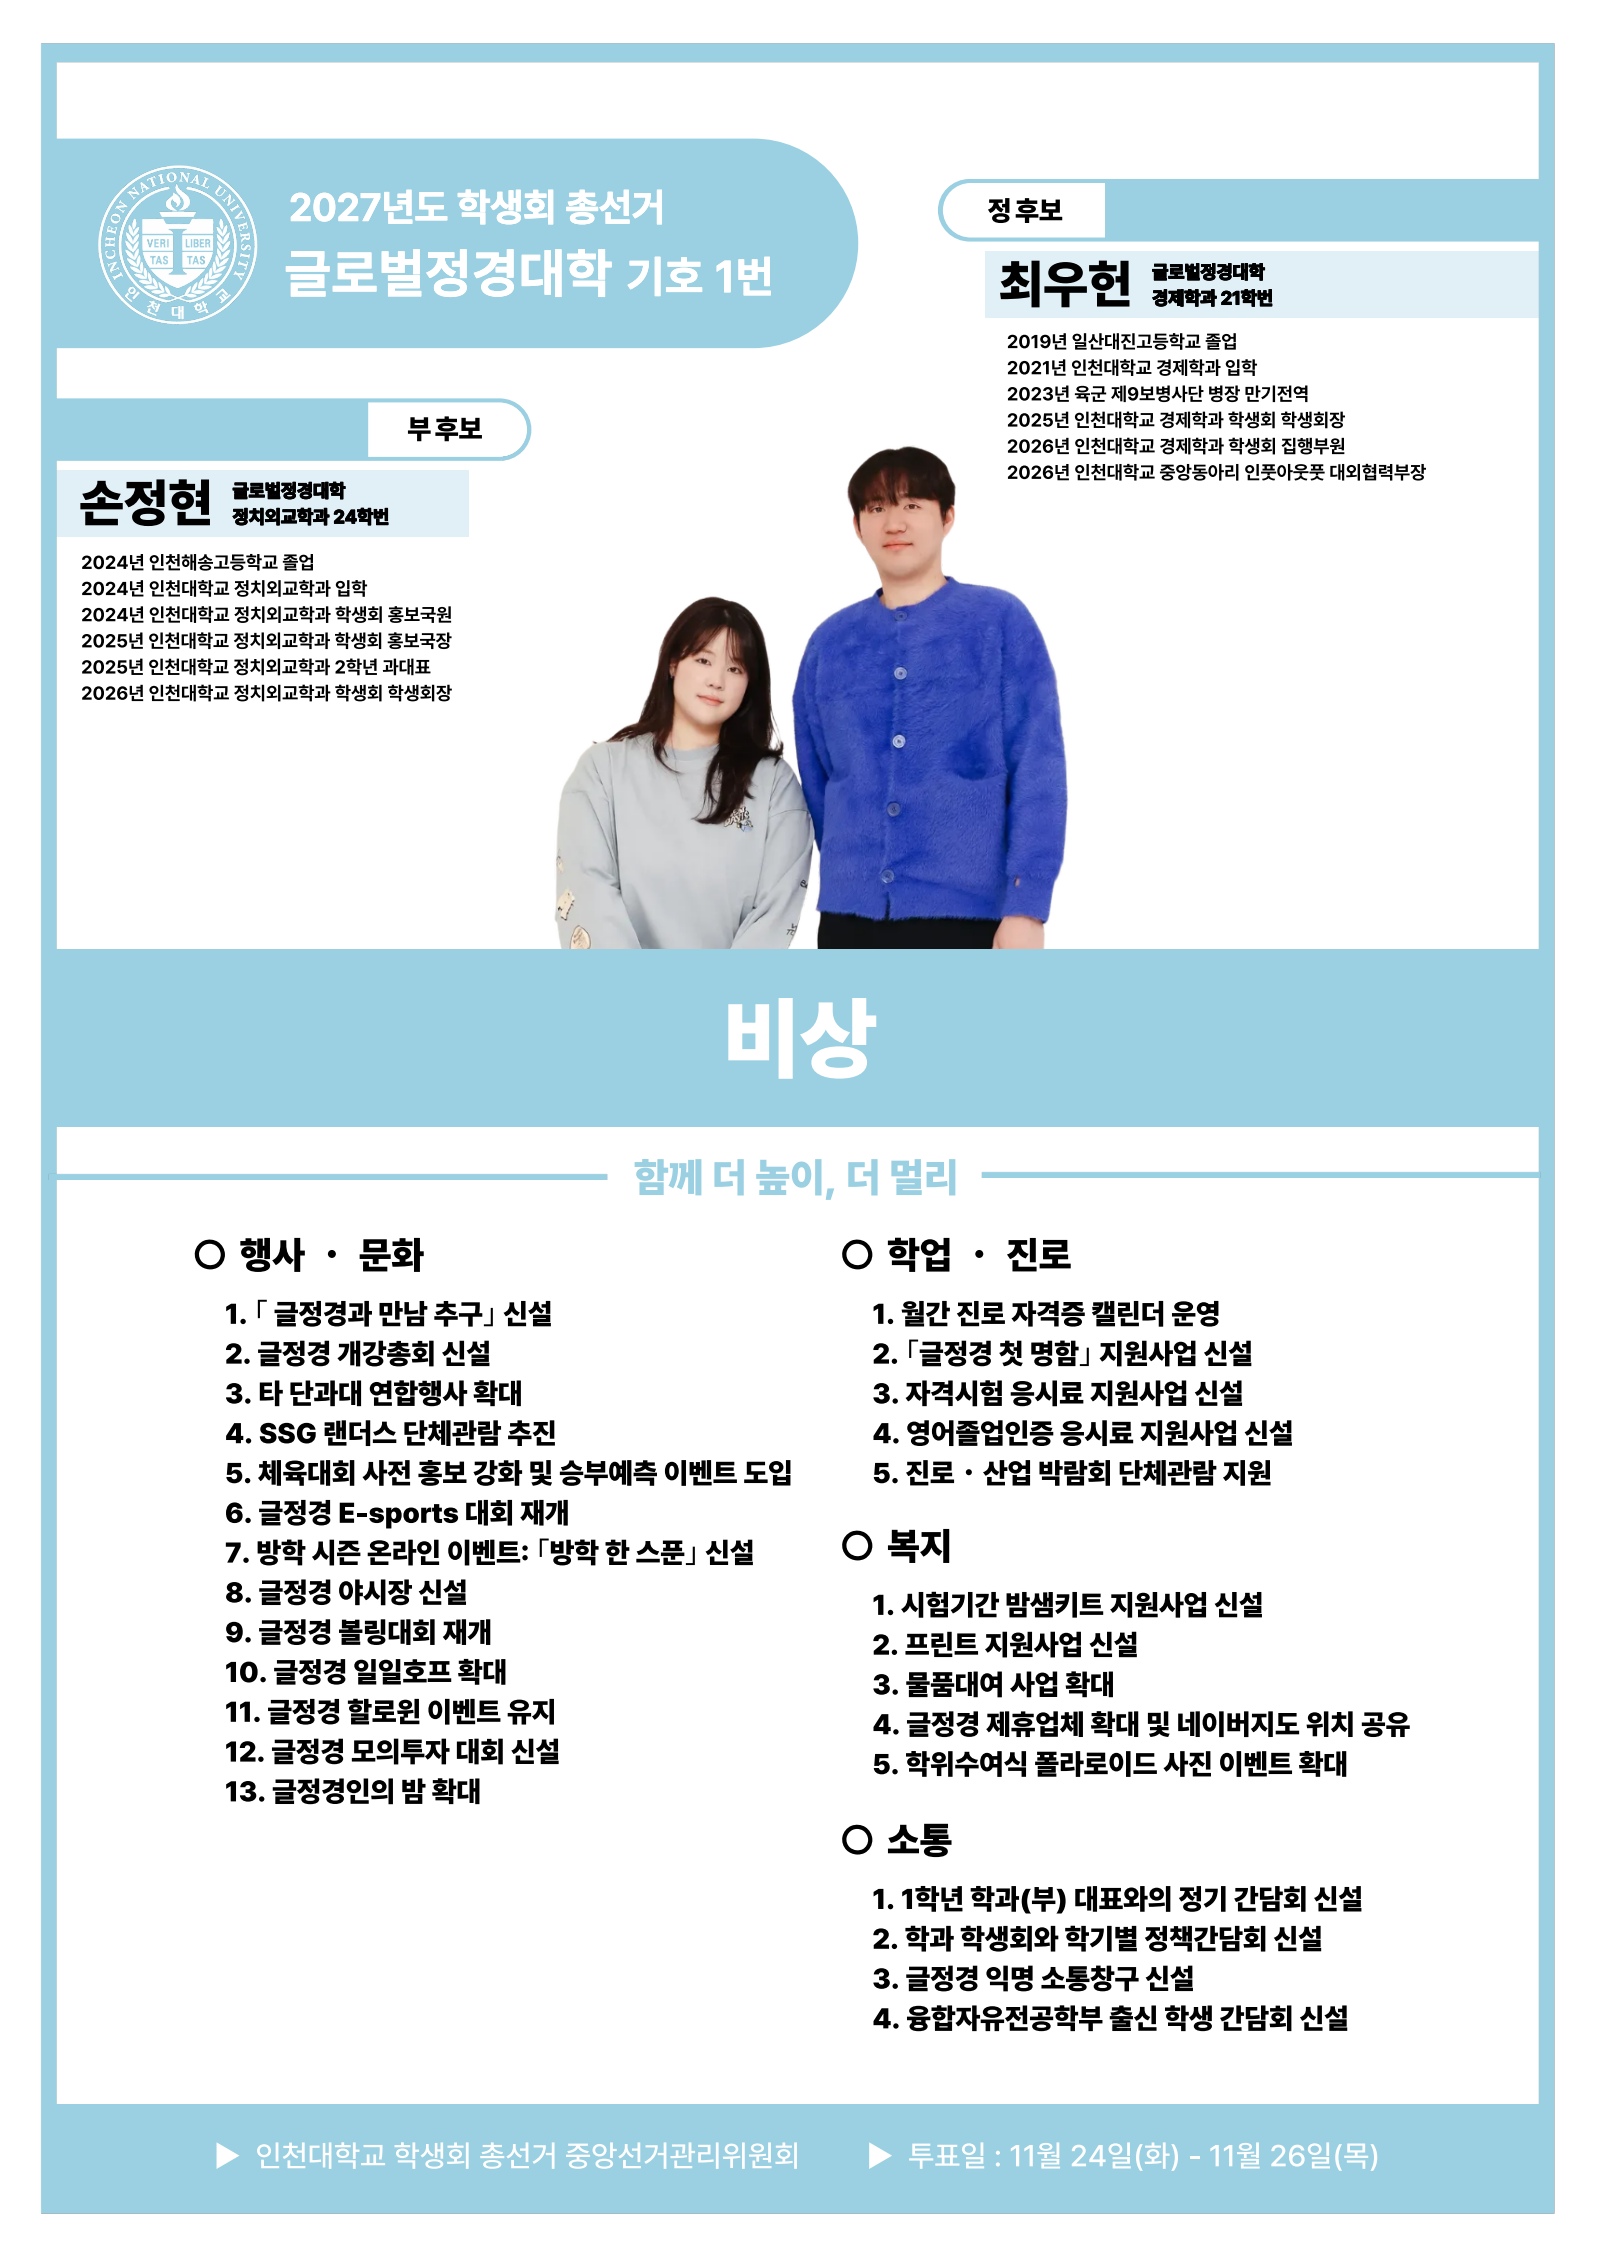 INCHEON NATIONAL UNIVERSITY
VERI LIBER
TAS TAS
인천대학교
2027년도 학생회 총선거
글로벌정경대학 기호 1번
정 후보
최우헌
글로벌정경대학
경제학과 21학번
2019년 일산대진고등학교 졸업
2021년 인천대학교 경제학과 입학
2023년 육군 제9보병사단 병장 만기전역
2025년 인천대학교 경제학과 학생회 학생회장
2026년 인천대학교 경제학과 학생회 집행부원
2026년 인천대학교 중앙동아리 인풋아웃풋 대외협력부장
부 후보
손정현
글로벌정경대학
정치외교학과 24학번
2024년 인천해송고등학교 졸업
2024년 인천대학교 정치외교학과 입학
2024년 인천대학교 정치외교학과 학생회 홍보국원
2025년 인천대학교 정치외교학과 학생회 홍보국장
2025년 인천대학교 정치외교학과 2학년 과대표
2026년 인천대학교 정치외교학과 학생회 학생회장
비상
함께 더 높이, 더 멀리
행사 · 문화
1.「 글정경과 만남 추구」 신설
2. 글정경 개강총회 신설
3. 타 단과대 연합행사 확대
4. SSG 랜더스 단체관람 추진
5. 체육대회 사전 홍보 강화 및 승부예측 이벤트 도입
6. 글정경 E-sports 대회 재개
7. 방학 시즌 온라인 이벤트:「방학 한 스푼」 신설
8. 글정경 야시장 신설
9. 글정경 볼링대회 재개
10. 글정경 일일호프 확대
11. 글정경 할로윈 이벤트 유지
12. 글정경 모의투자 대회 신설
13. 글정경인의 밤 확대
학업 · 진로
1. 월간 진로 자격증 캘린더 운영
2.「글정경 첫 명함」 지원사업 신설
3. 자격시험 응시료 지원사업 신설
4. 영어졸업인증 응시료 지원사업 신설
5. 진로 · 산업 박람회 단체관람 지원
복지
1. 시험기간 밤샘키트 지원사업 신설
2. 프린트 지원사업 신설
3. 물품대여 사업 확대
4. 글정경 제휴업체 확대 및 네이버지도 위치 공유
5. 학위수여식 폴라로이드 사진 이벤트 확대
소통
1. 1학년 학과(부) 대표와의 정기 간담회 신설
2. 학과 학생회와 학기별 정책간담회 신설
3. 글정경 익명 소통창구 신설
4. 융합자유전공학부 출신 학생 간담회 신설
▶ 인천대학교 학생회 총선거 중앙선거관리위원회
▶ 투표일 : 11월 24일(화) - 11월 26일(목)